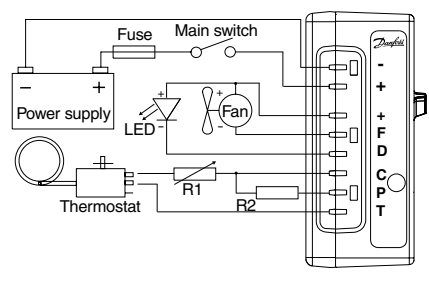 Fuse
Main switch
Danfoss
− +
Power supply
+
−
LED
+
−
Fan
-
+
+
F
D
C
P
T
R1
R2
Thermostat